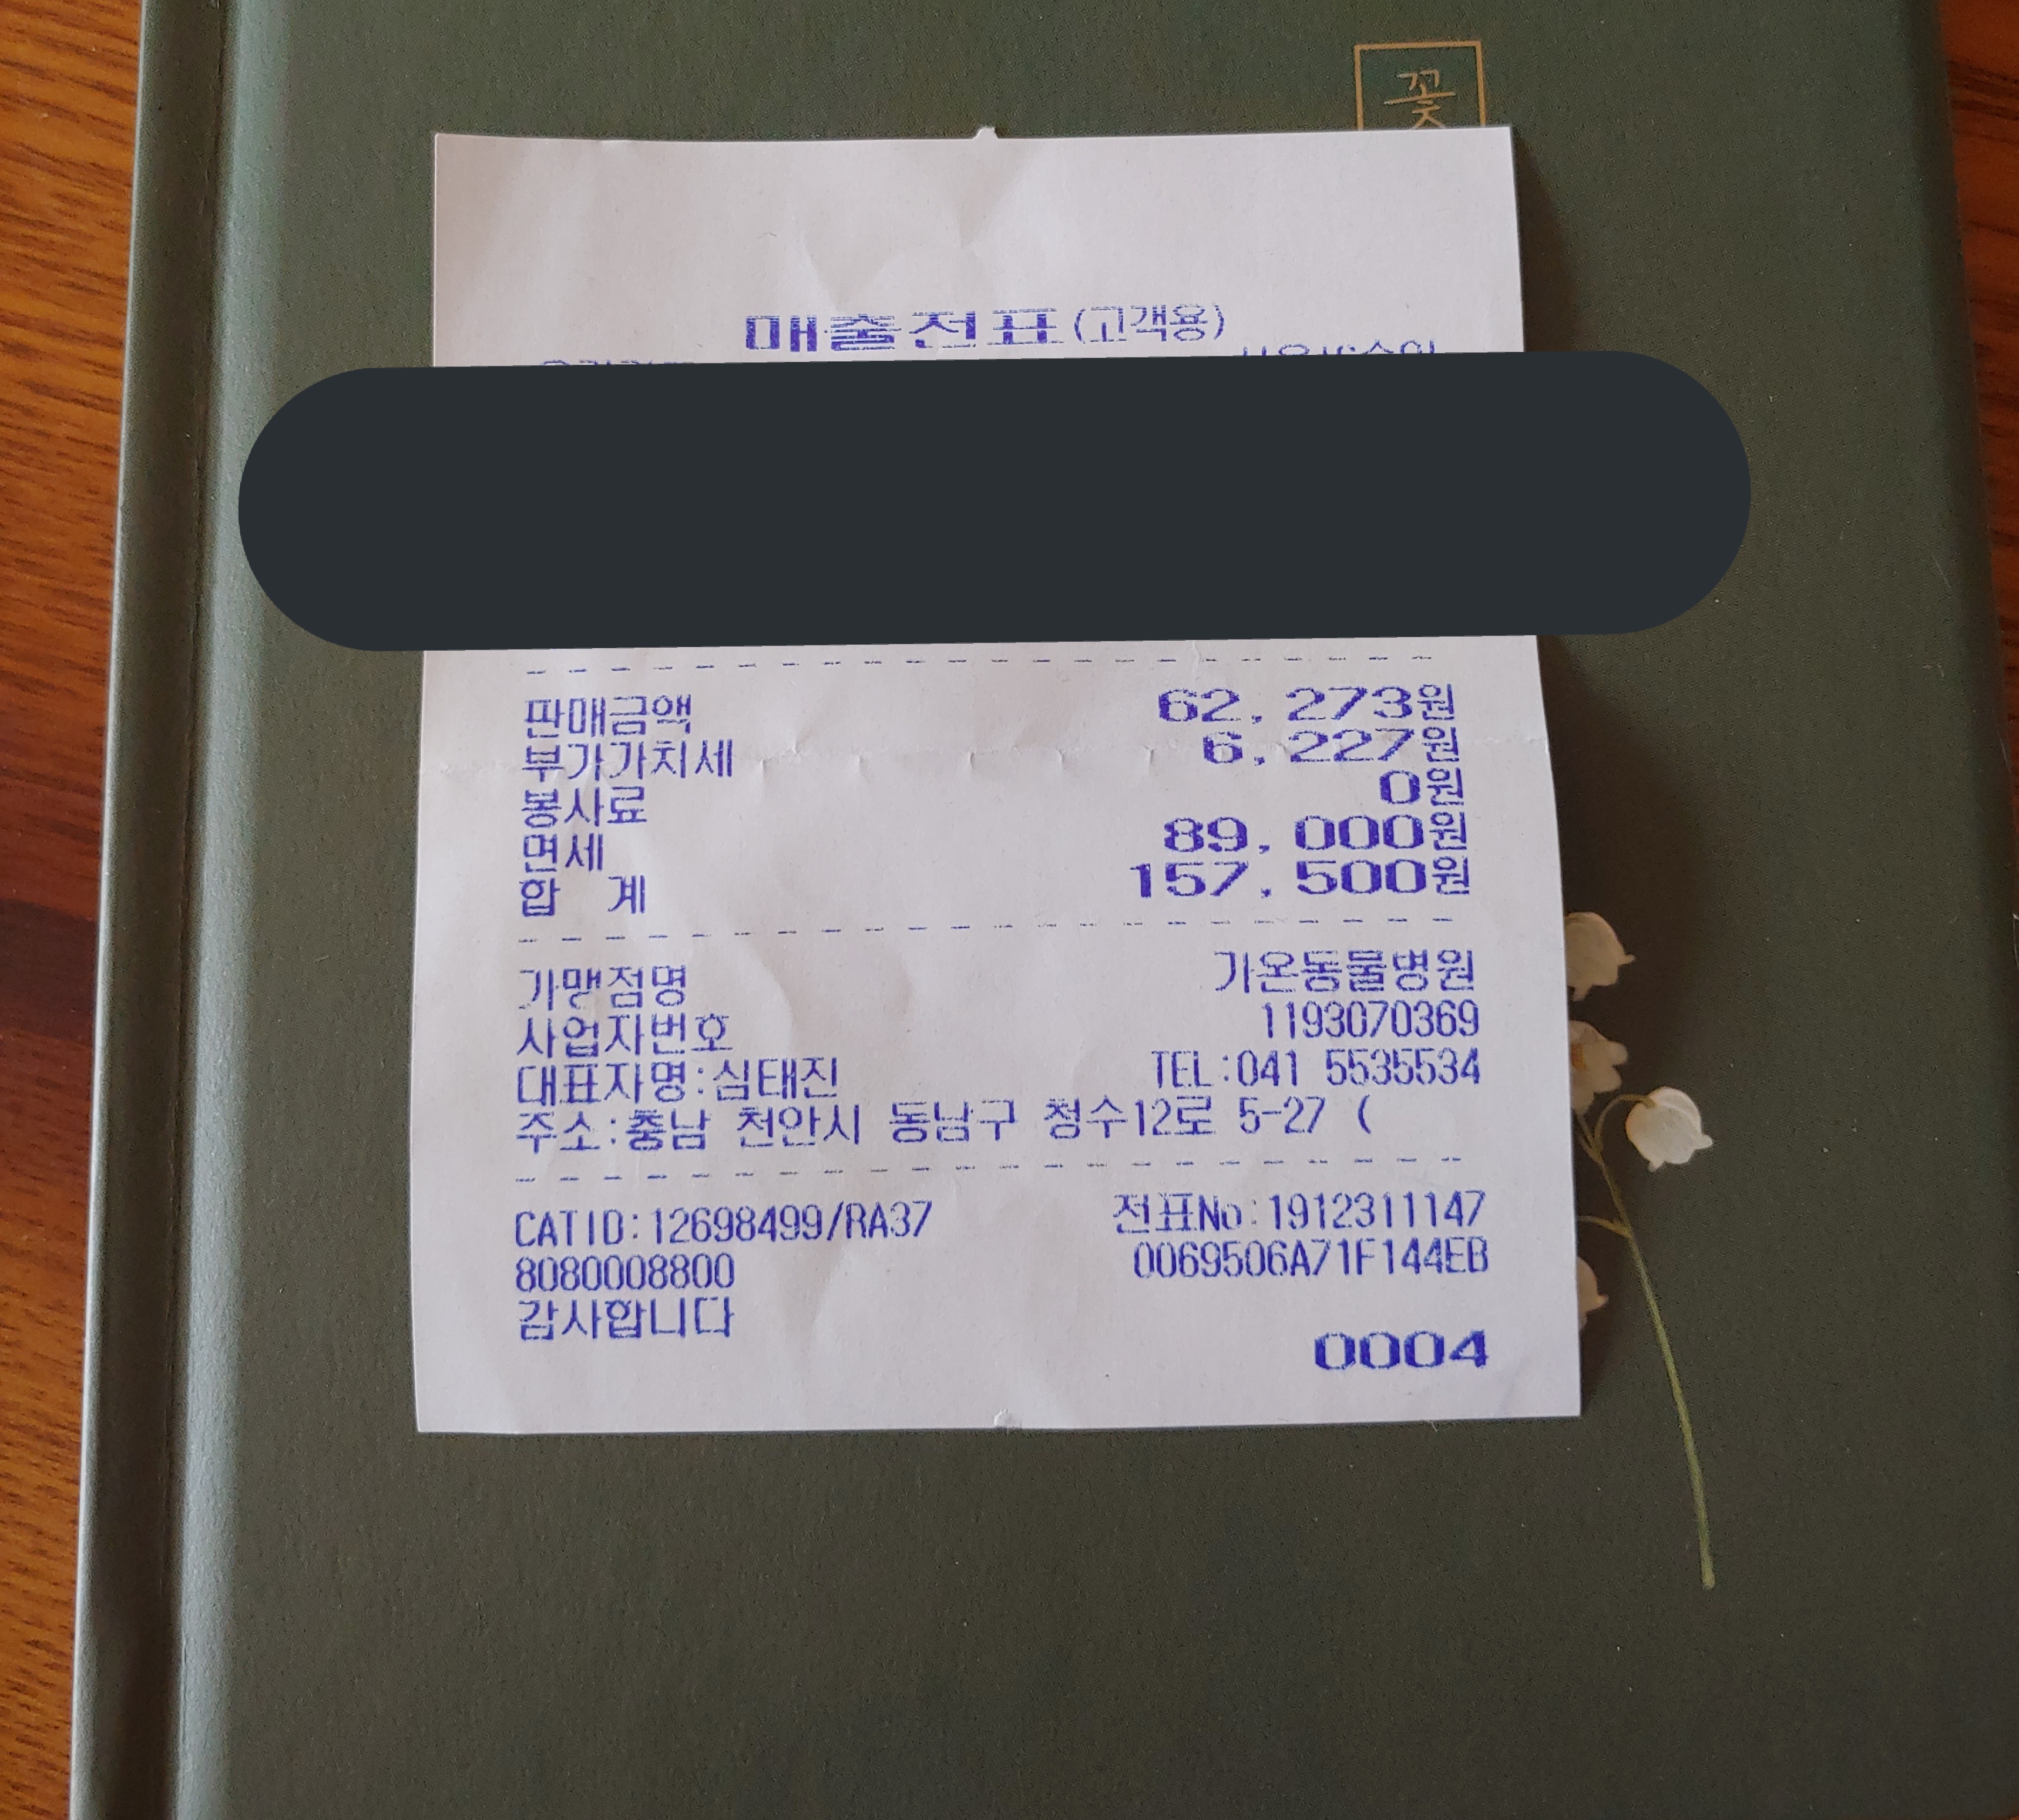 꽃
매출전표(고객용)
판매금액 62,273원
부가가치세 6,227원
봉사료 0원
면세 89,000원
합 계 157,500원
가맹점명 가온동물병원
사업자번호 1193070369
대표자명:심태진 TEL:041 5535534
주소:충남 천안시 동남구 청수12로 5-27 (
CATID:12698499/RA37 전표No:1912311147
8080008800 0069506A71F144EB
감사합니다
0004